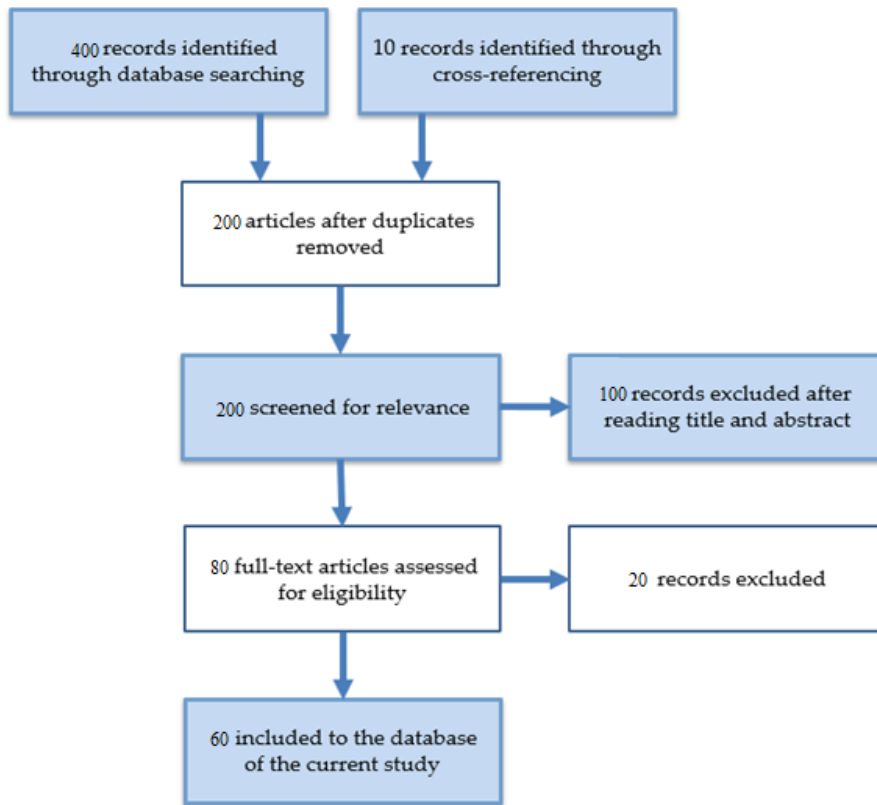 400 records identified
through database searching
10 records identified through
cross-referencing
200 articles after duplicates
removed
200 screened for relevance
100 records excluded after
reading title and abstract
80 full-text articles assessed
for eligibility
20 records excluded
60 included to the database
of the current study